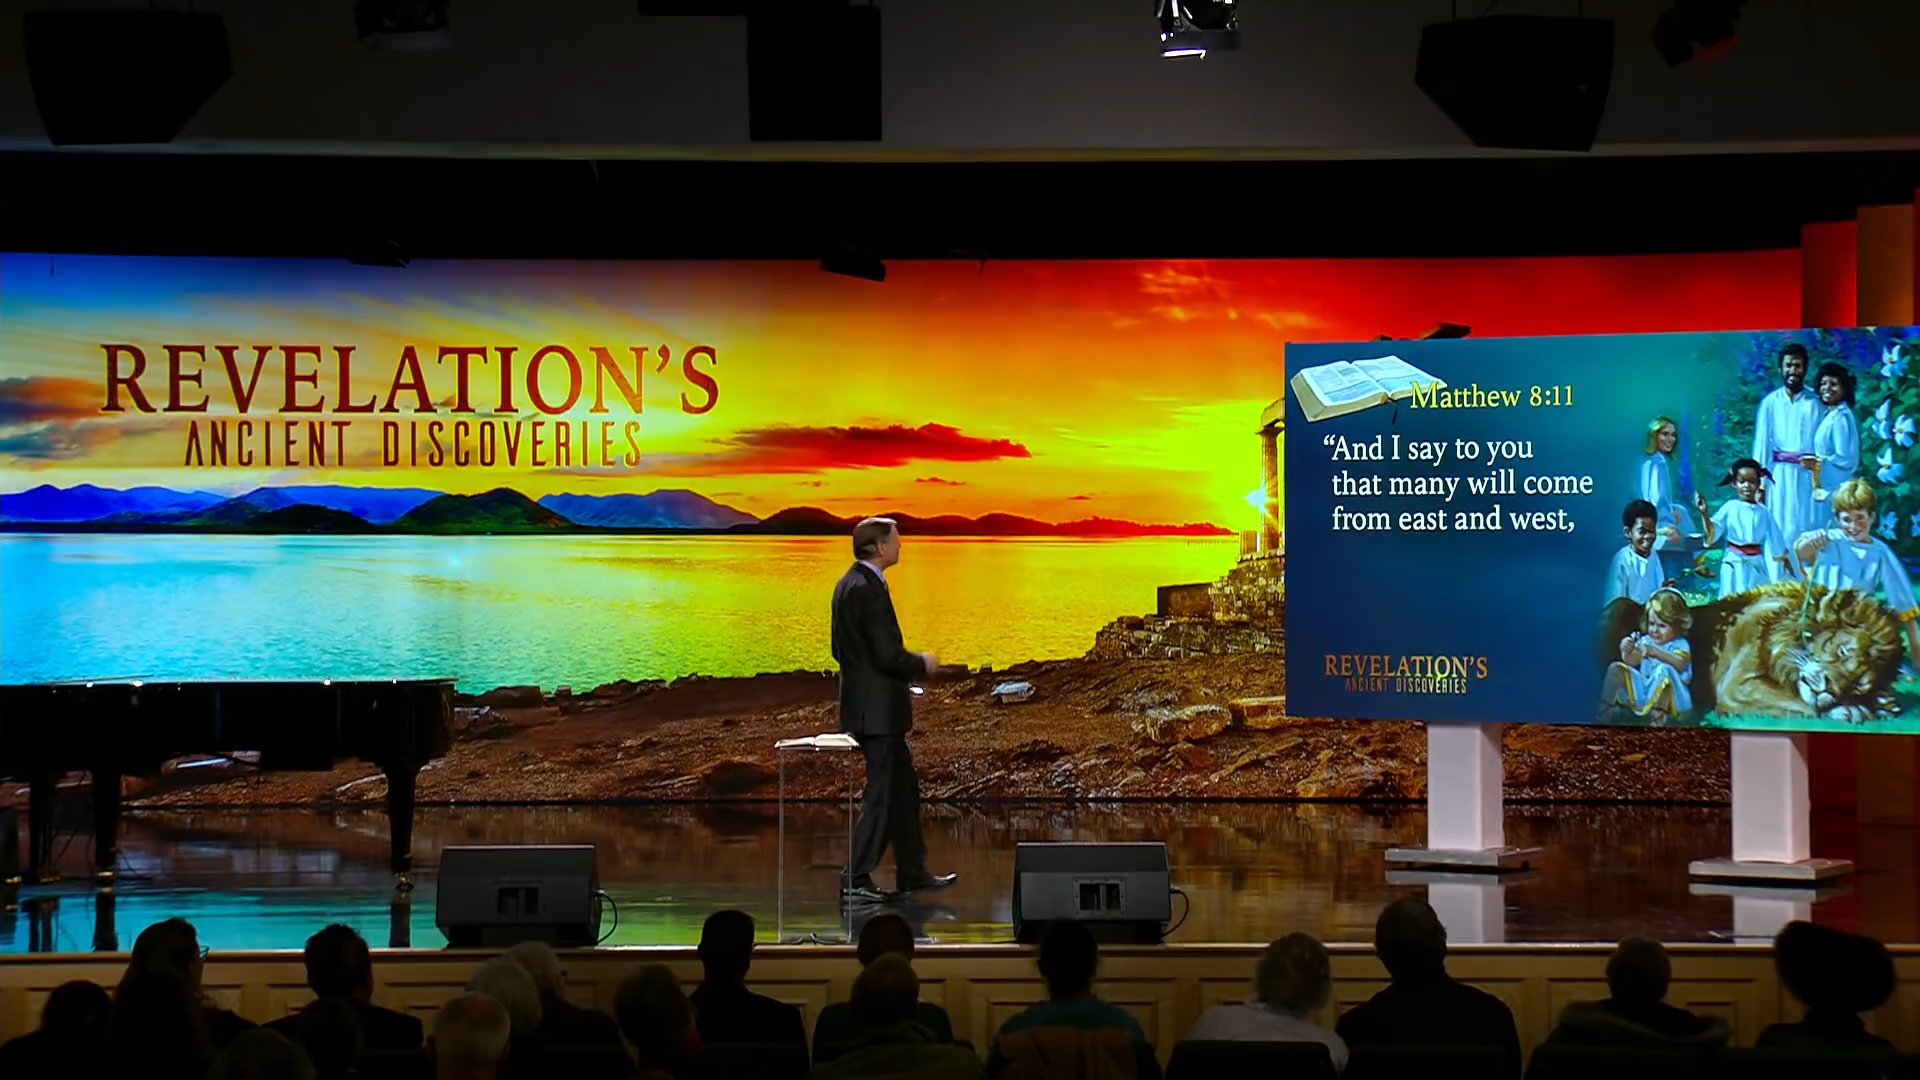 REVELATION'S
ANCIENT DISCOVERIES
Matthew 8:11
“And I say to you
that many will come
from east and west,
REVELATION'S
ANCIENT DISCOVERIES